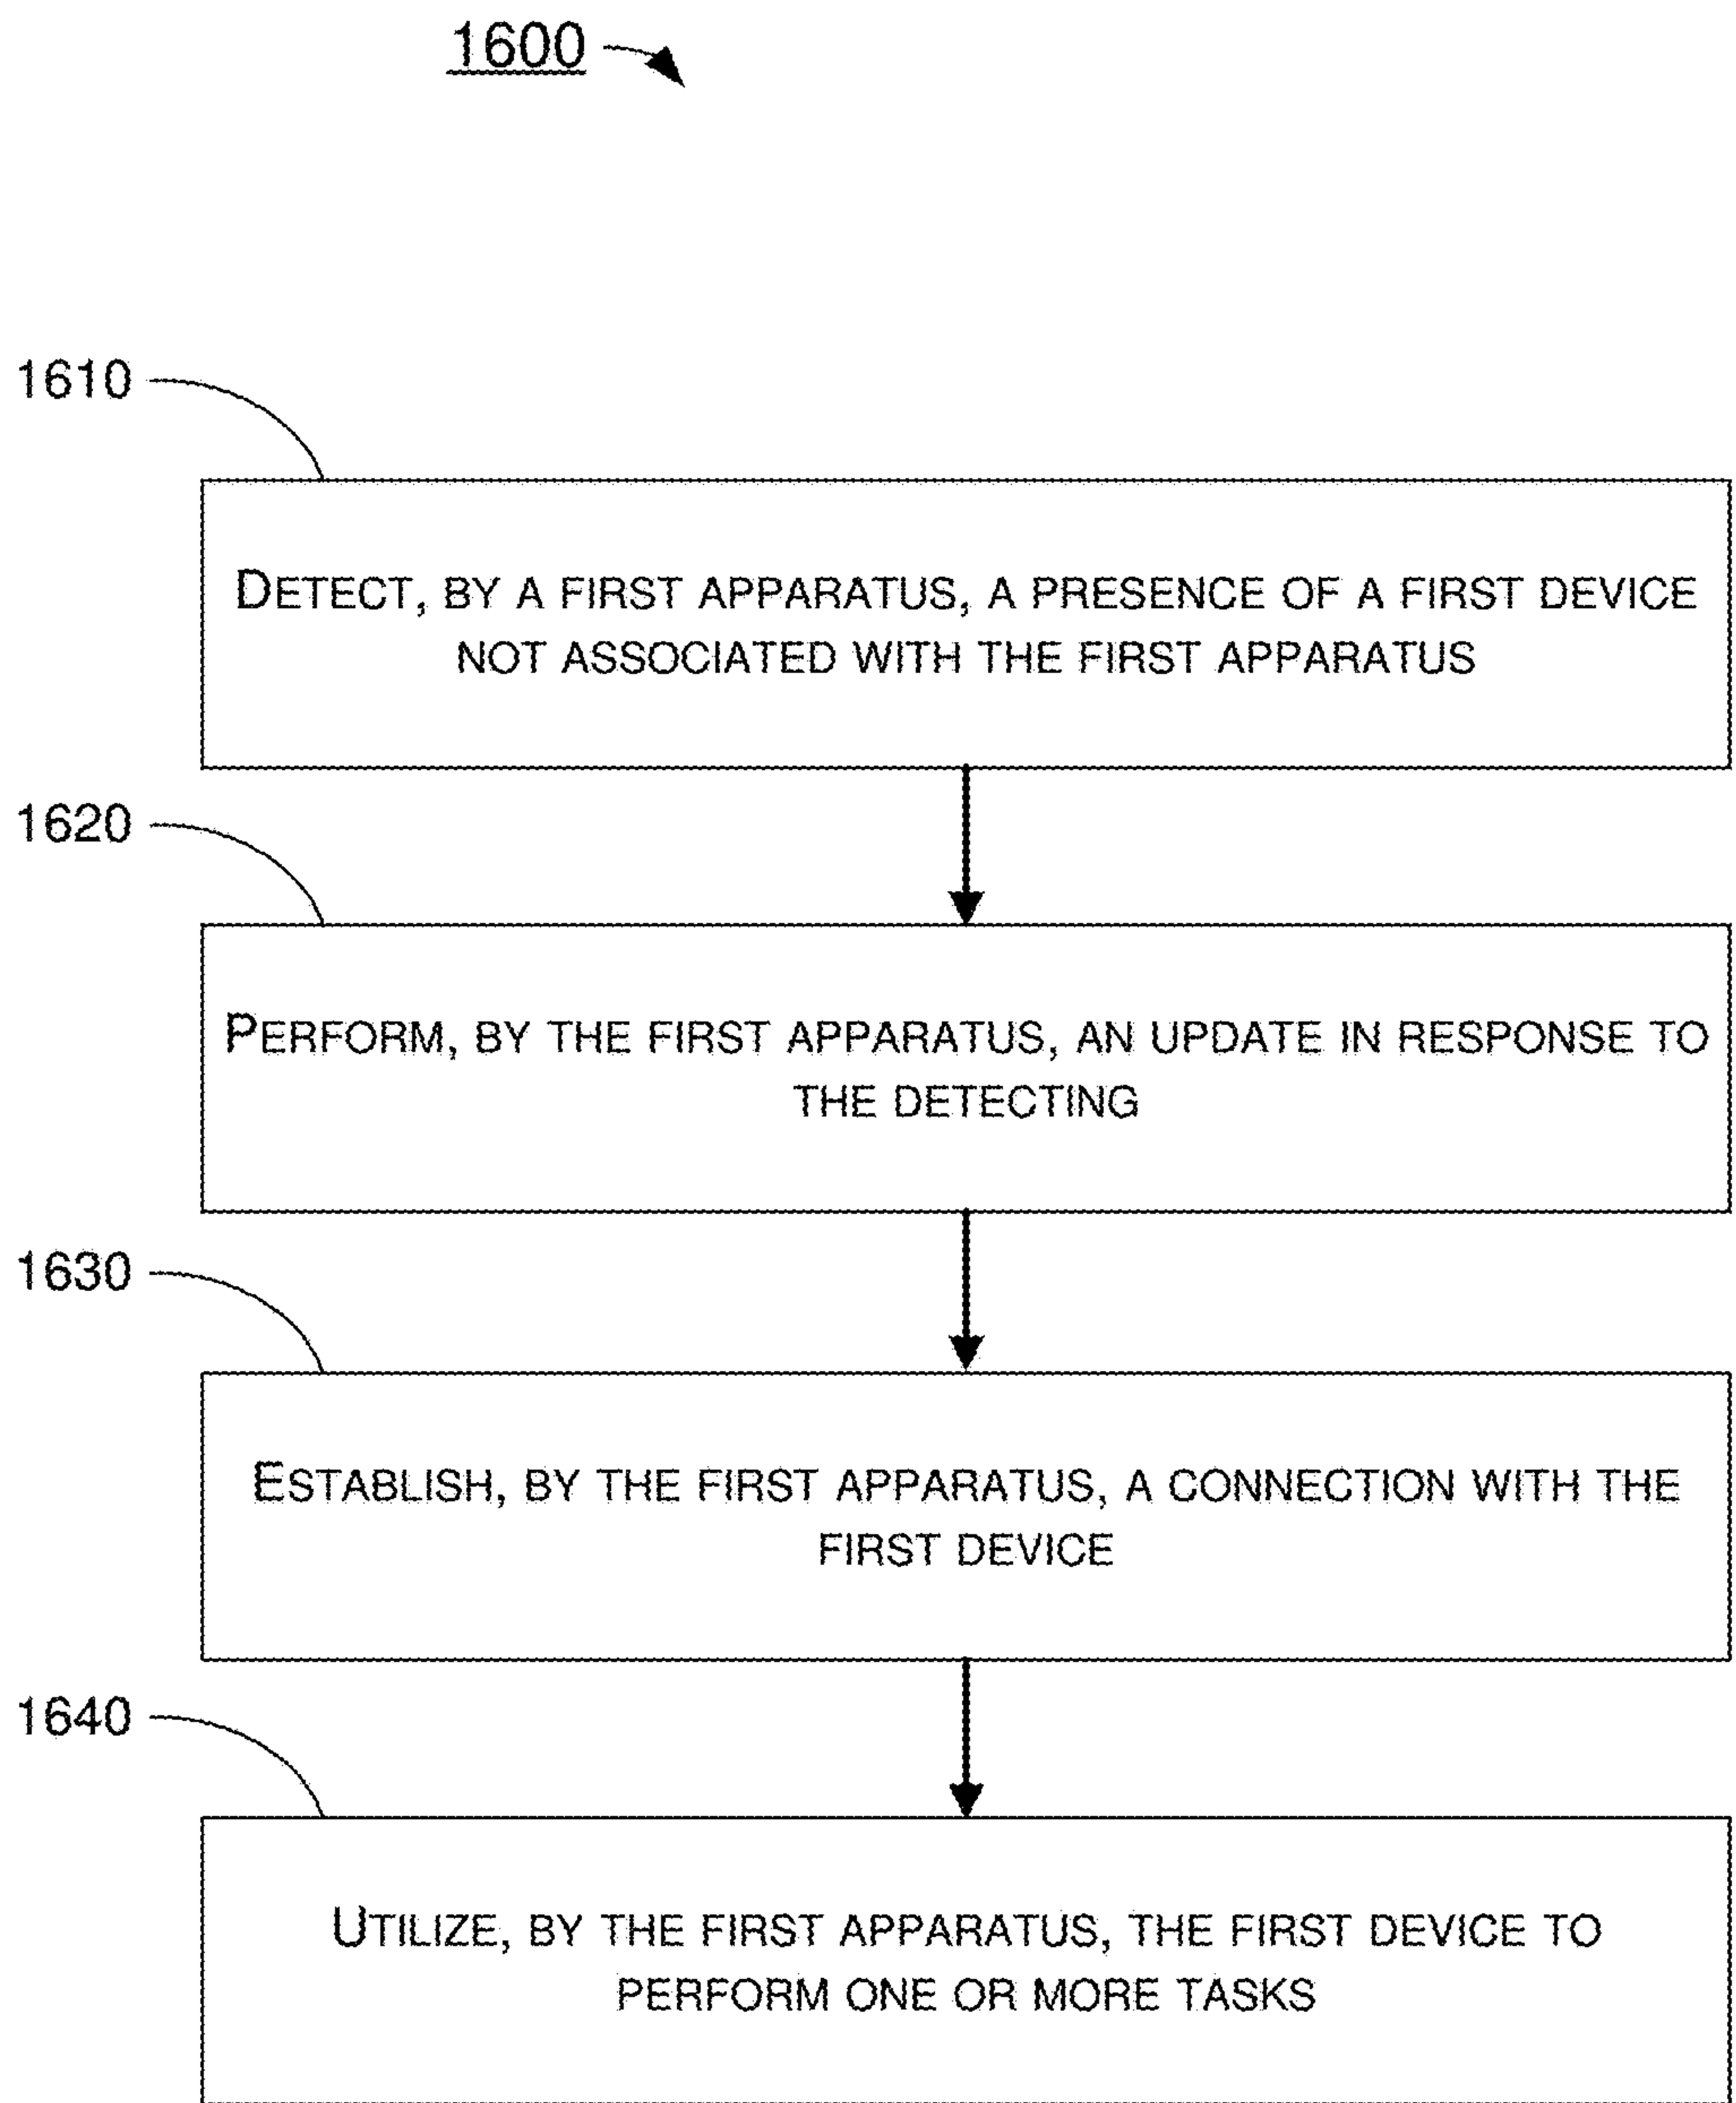 1600
1610
DETECT, BY A FIRST APPARATUS, A PRESENCE OF A FIRST DEVICE
NOT ASSOCIATED WITH THE FIRST APPARATUS
1620
PERFORM, BY THE FIRST APPARATUS, AN UPDATE IN RESPONSE TO
THE DETECTING
1630
ESTABLISH, BY THE FIRST APPARATUS, A CONNECTION WITH THE
FIRST DEVICE
1640
UTILIZE, BY THE FIRST APPARATUS, THE FIRST DEVICE TO
PERFORM ONE OR MORE TASKS